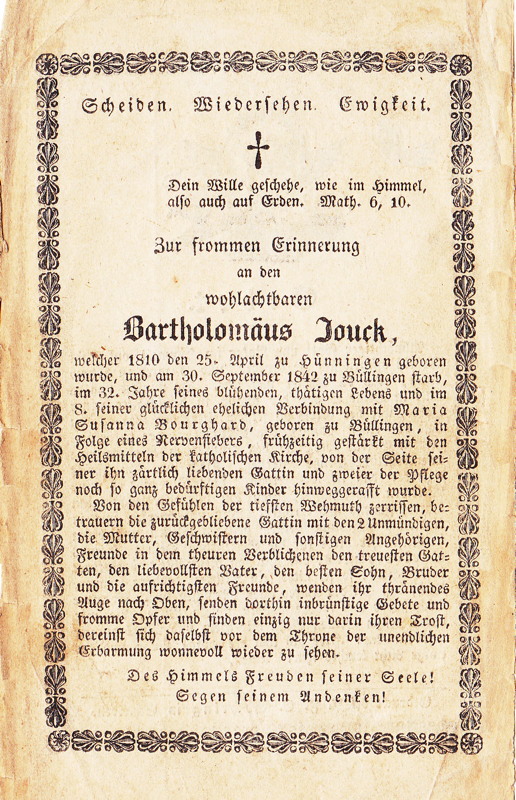 Scheiden. Wiedersehen. Ewigkeit.
Dein Wille geschehe, wie im Himmel,
also auch auf Erden. Math. 6, 10.
Zur frommen Erinnerung
an den
wohlachtbaren
Bartholomäus Jouck,
welcher 1810 den 25. April zu Hünningen geboren
wurde, und am 30. September 1842 zu Büllingen starb,
im 32. Jahre seines blühenden, thätigen Lebens und im
8. seiner glücklichen ehelichen Verbindung mit Maria
Susanna Bourghard, geboren zu Büllingen, in
Folge eines Nervenfiebers, frühzeitig gestärkt mit den
Heilsmitteln der katholischen Kirche, von der Seite sei-
ner ihn zärtlich liebenden Gattin und zweier der Pflege
noch so ganz bedürftigen Kinder hinweggerafft wurde.
Von den Gefühlen der tiefsten Wehmuth zerrissen, be-
trauern die zurückgebliebene Gattin mit den 2 Unmündigen,
die Mutter, Geschwistern und sonstigen Angehörigen,
Freunde in dem theuren Verblichenen den treuesten Gat-
ten, den liebevollsten Vater, den besten Sohn, Bruder
und die aufrichtigsten Freunde, wenden ihr thränendes
Auge nach Oben, senden dorthin inbrünstige Gebete und
fromme Opfer und finden einzig nur darin ihren Trost,
dereinst sich daselbst vor dem Throne der unendlichen
Erbarmung wonnevoll wieder zu sehen.
Des Himmels Freuden seiner Seele!
Segen seinem Andenken!